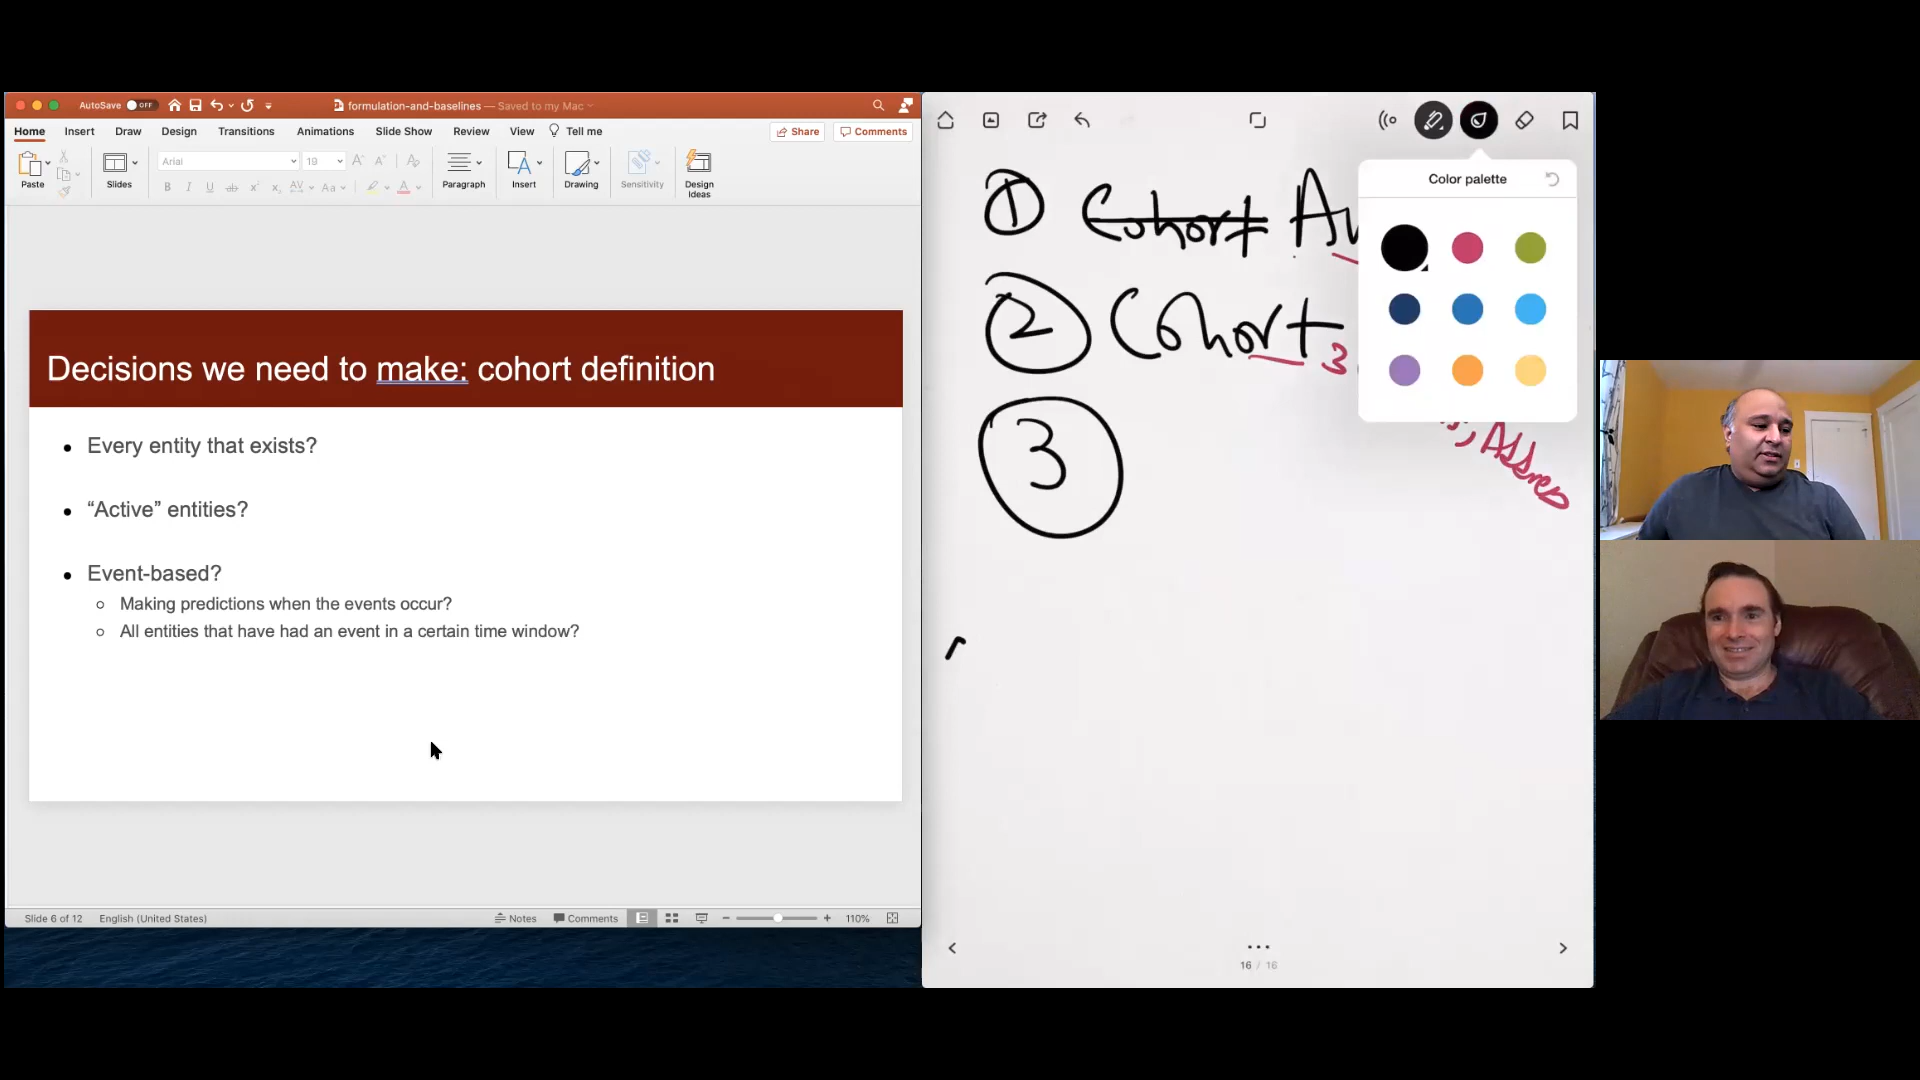 AutoSave OFF formulation-and-baselines — Saved to my Mac
Home Insert Draw Design Transitions Animations Slide Show Review View Tell me Share Comments
Arial 19
Paste Slides Paragraph Insert Drawing Sensitivity Design Ideas
Decisions we need to make: cohort definition
• Every entity that exists?
• “Active” entities?
• Event-based?
○ Making predictions when the events occur?
○ All entities that have had an event in a certain time window?
Slide 6 of 12 English (United States) Notes Comments 110%
Color palette
1 Cohort
2 Cohort 3
3
16 / 16